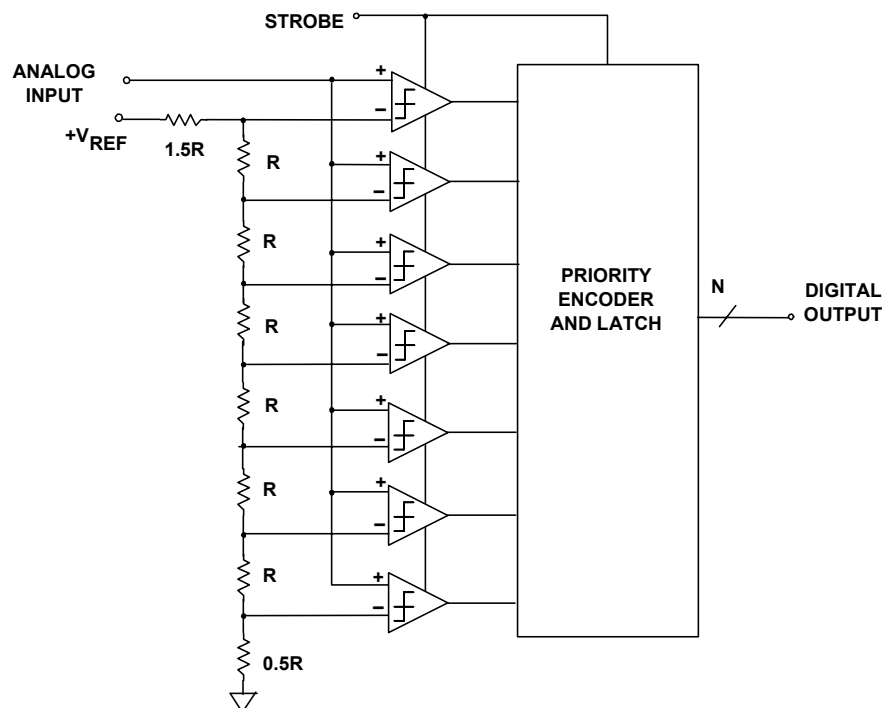 STROBE
ANALOG
INPUT
+VREF
1.5R
R
R
R
R
R
R
0.5R
+
–
+
–
+
–
+
–
+
–
+
–
+
–
PRIORITY
ENCODER
AND LATCH
N
DIGITAL
OUTPUT